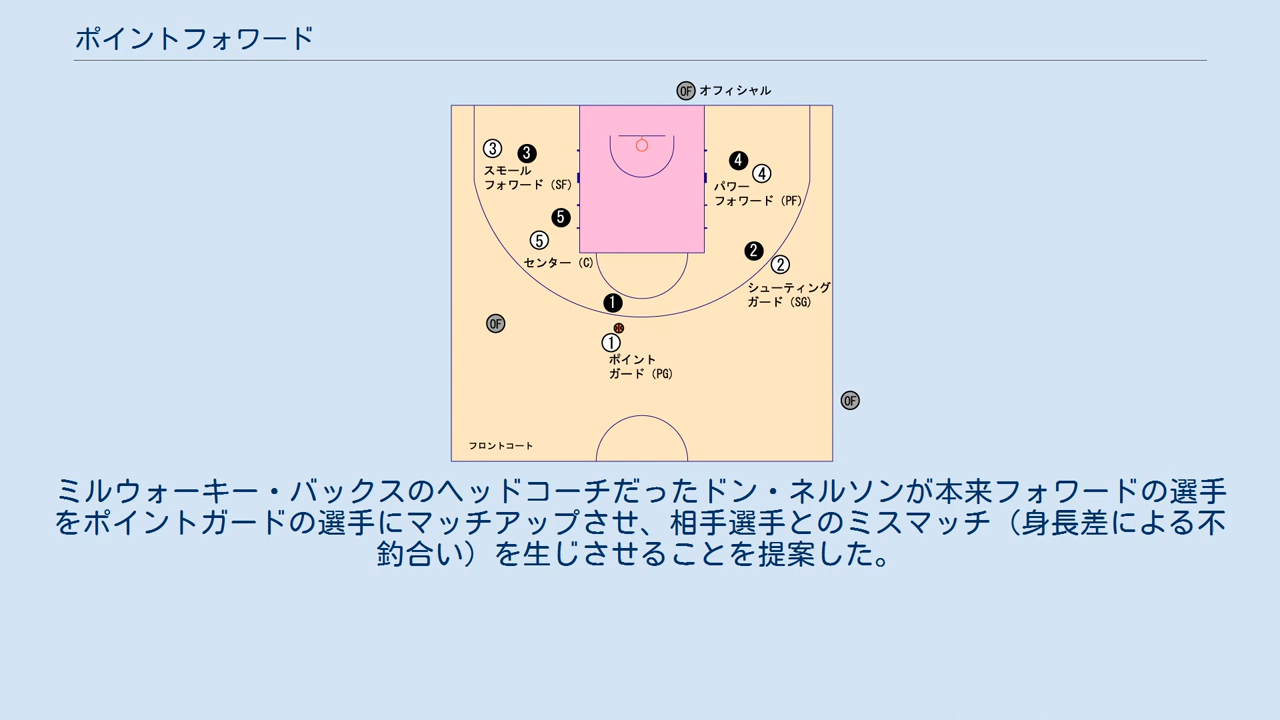 ポイントフォワード
OF オフィシャル
3 3
スモール
フォワード（SF）
4 4
パワー
フォワード（PF）
5
5
センター（C）
2 2
シューティング
ガード（SG）
1
OF
1
ポイント
ガード（PG）
OF
フロントコート
ミルウォーキー・バックスのヘッドコーチだったドン・ネルソンが本来フォワードの選手
をポイントガードの選手にマッチアップさせ、相手選手とのミスマッチ（身長差による不
釣合い）を生じさせることを提案した。